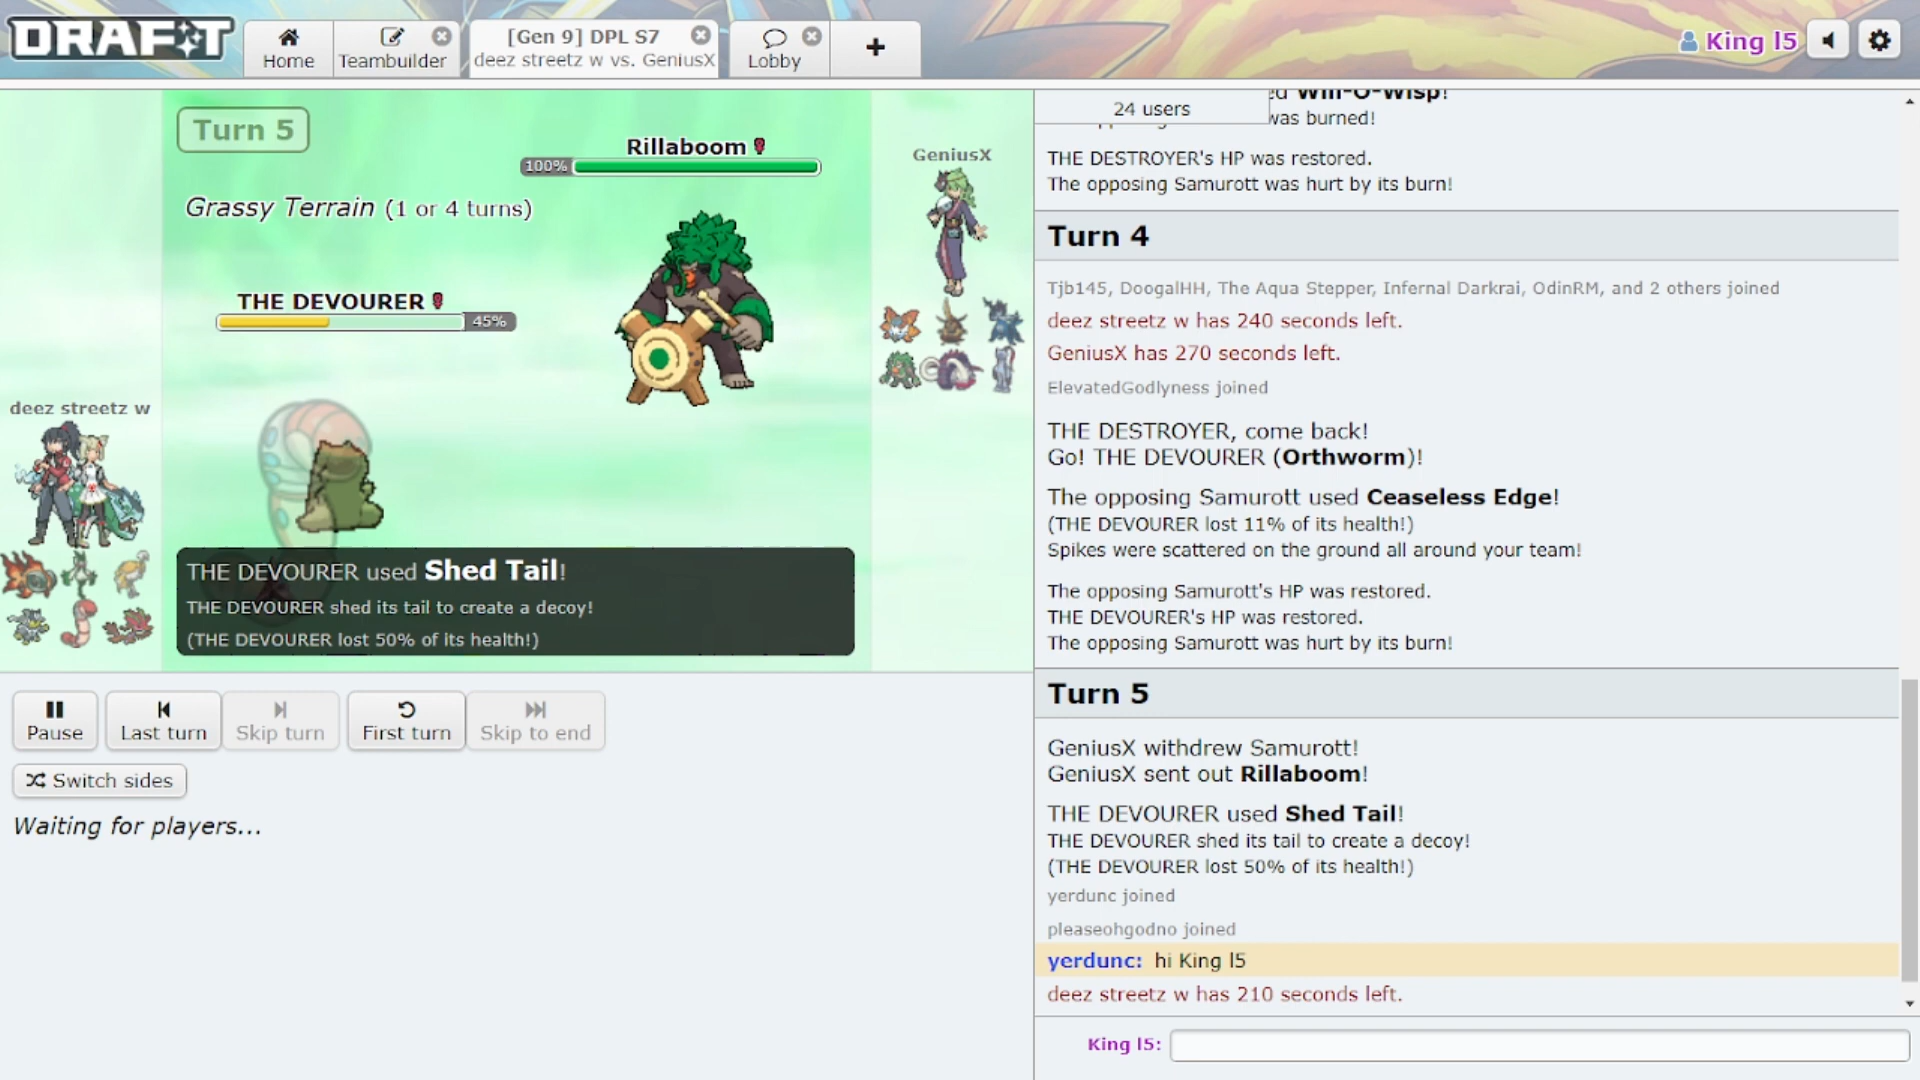 DRAFT
Home
Teambuilder
[Gen 9] DPL S7
deez streetz w vs. GeniusX
Lobby
King l5
Turn 5
Rillaboom
100%
Grassy Terrain (1 or 4 turns)
THE DEVOURER
45%
GeniusX
deez streetz w
THE DEVOURER used Shed Tail!
THE DEVOURER shed its tail to create a decoy!
(THE DEVOURER lost 50% of its health!)
Pause
Last turn
Skip turn
First turn
Skip to end
Switch sides
Waiting for players...
24 users
Will-O-Wisp!
was burned!
THE DESTROYER's HP was restored.
The opposing Samurott was hurt by its burn!
Turn 4
Tjb145, DoogalHH, The Aqua Stepper, Infernal Darkrai, OdinRM, and 2 others joined
deez streetz w has 240 seconds left.
GeniusX has 270 seconds left.
ElevatedGodlyness joined
THE DESTROYER, come back!
Go! THE DEVOURER (Orthworm)!
The opposing Samurott used Ceaseless Edge!
(THE DEVOURER lost 11% of its health!)
Spikes were scattered on the ground all around your team!
The opposing Samurott's HP was restored.
THE DEVOURER's HP was restored.
The opposing Samurott was hurt by its burn!
Turn 5
GeniusX withdrew Samurott!
GeniusX sent out Rillaboom!
THE DEVOURER used Shed Tail!
THE DEVOURER shed its tail to create a decoy!
(THE DEVOURER lost 50% of its health!)
yerdunc joined
pleaseohgodno joined
yerdunc: hi King l5
deez streetz w has 210 seconds left.
King l5: